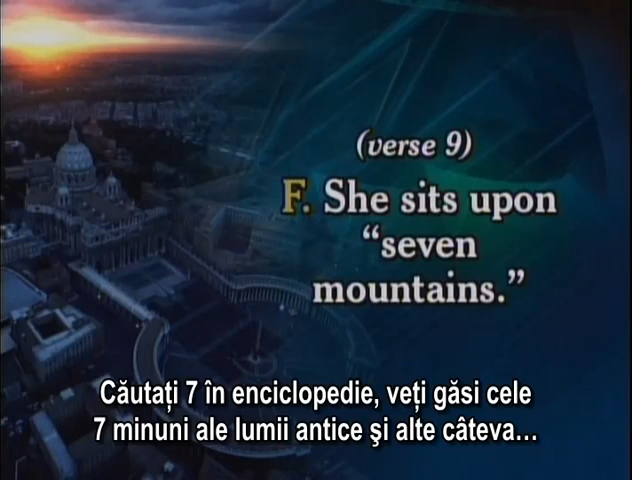 (verse 9)
F. She sits upon
“seven
mountains.”
Căutați 7 în enciclopedie, veți găsi cele
7 minuni ale lumii antice şi alte câteva...